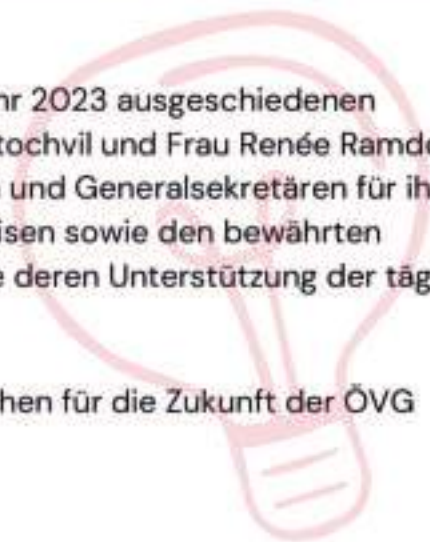 hr 2023 ausgeschiedenen
tochvil und Frau Renée Ramd
und Generalsekretären für ih
isen sowie den bewährten
e deren Unterstützung der täg
hen für die Zukunft der ÖVG